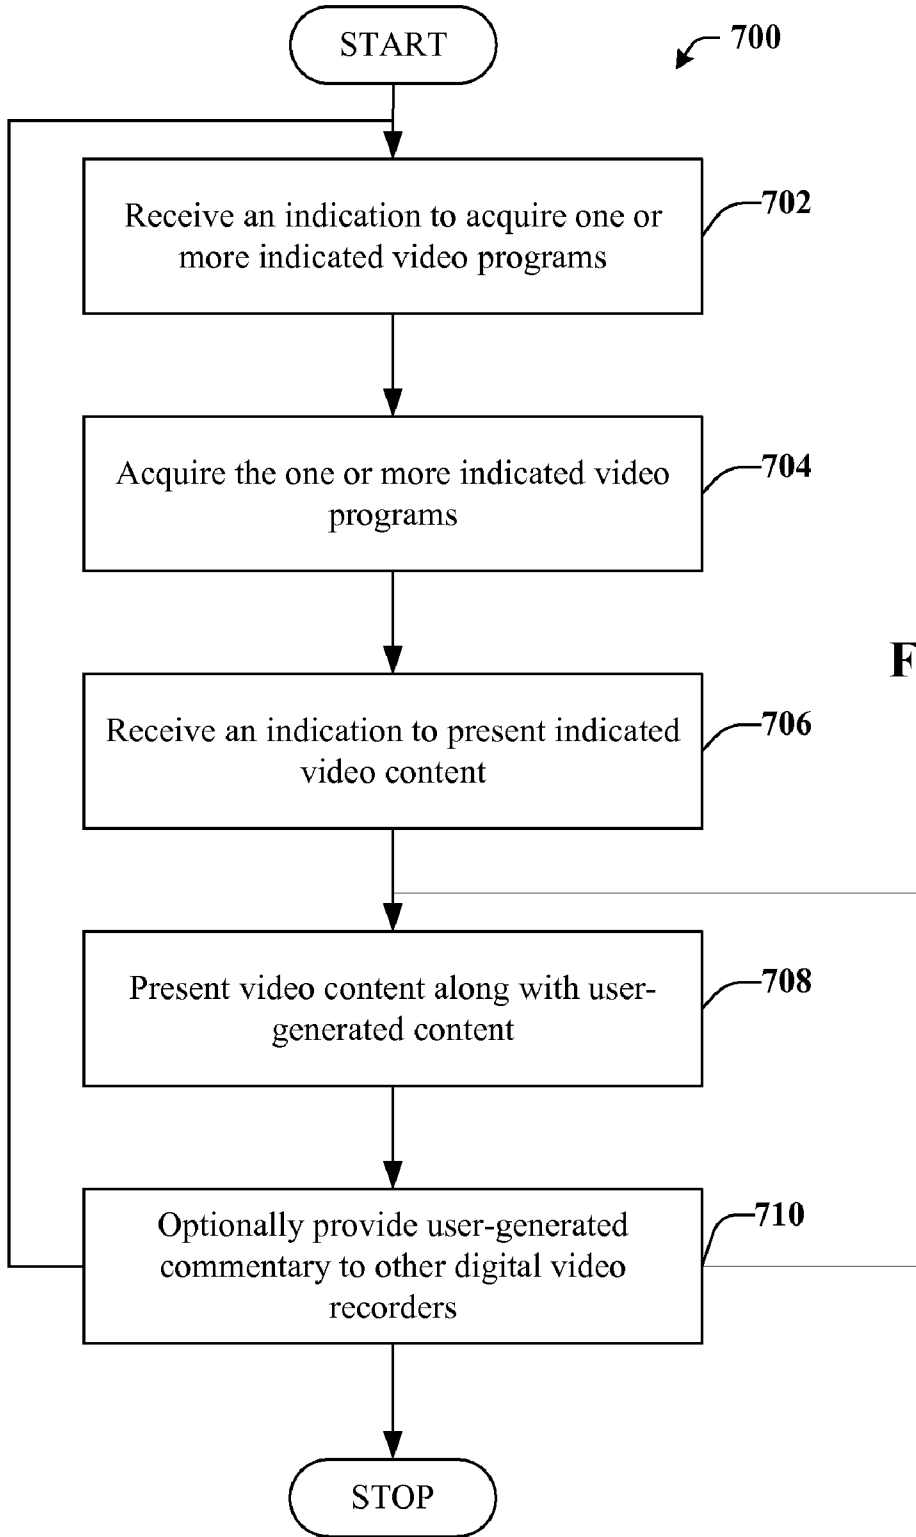 START
700
Receive an indication to acquire one or
more indicated video programs
702
Acquire the one or more indicated video
programs
704
F
Receive an indication to present indicated
video content
706
Present video content along with user-
generated content
708
Optionally provide user-generated
commentary to other digital video
recorders
710
STOP